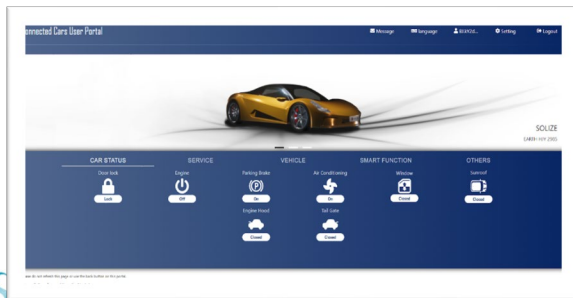 onnected Cars User Portal
Message
language
Setting
Logout
SOLIZE
CAR STATUS
SERVICE
VEHICLE
SMART FUNCTION
OTHERS
Door lock
Engine
Parking Brake
Air Conditioning
Window
Sunroof
Lock
Off
On
On
Closed
Closed
Engine Hood
Tail Gate
Closed
Closed